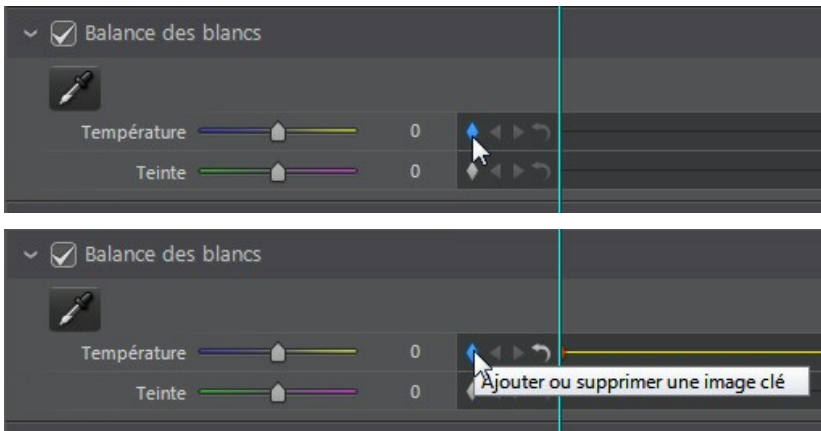 Balance des blancs
Température 0
Teinte 0
Balance des blancs
Température 0
Ajouter ou supprimer une image clé
Teinte 0